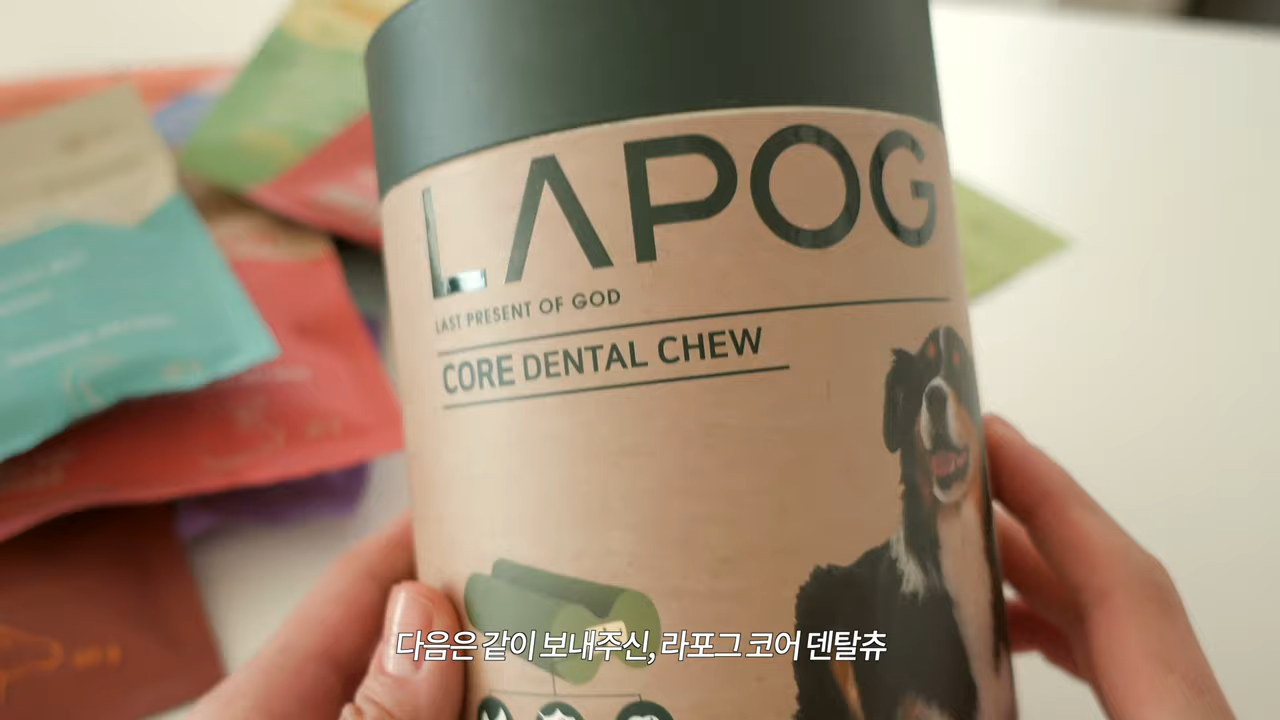 LAPOG
LAST PRESENT OF GOD
CORE DENTAL CHEW
다음은 같이 보내주신, 라포그 코어 덴탈츄